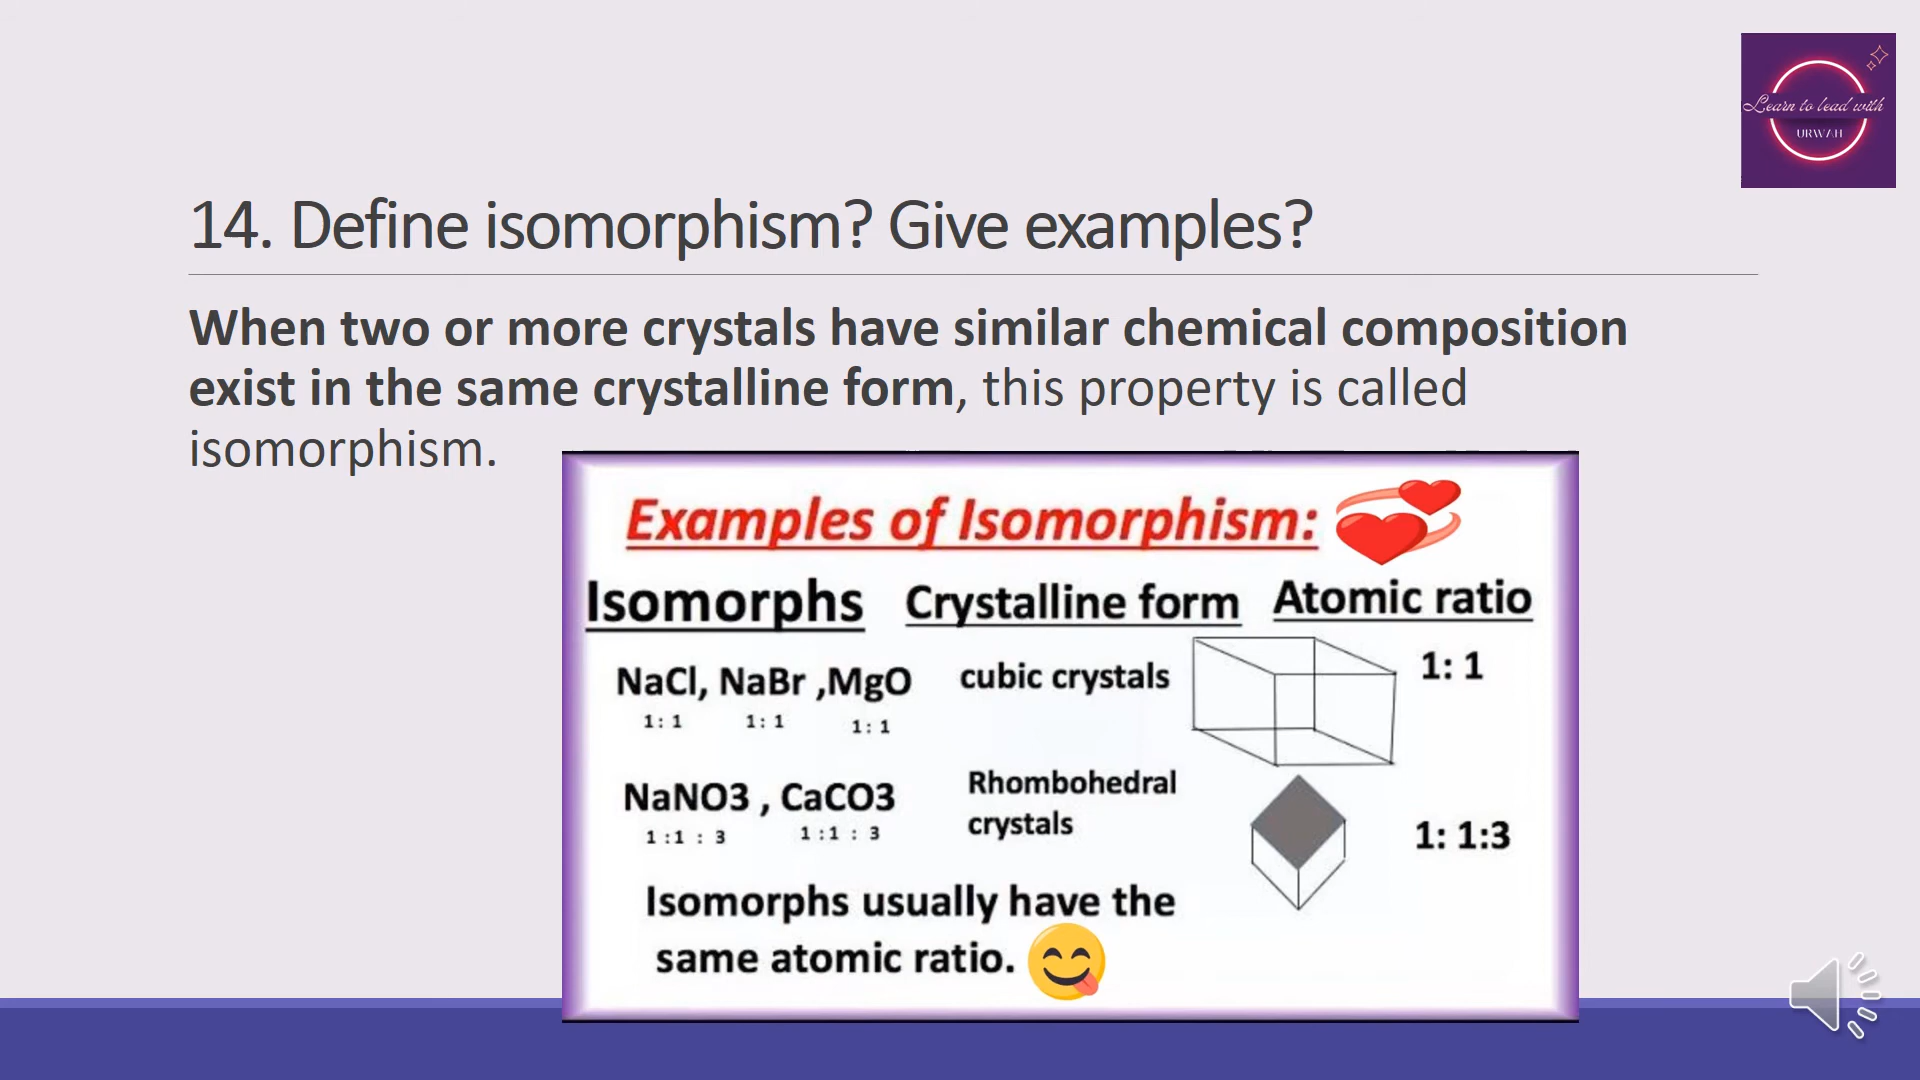 Learn to lead with
URWAH
14. Define isomorphism? Give examples?
When two or more crystals have similar chemical composition
exist in the same crystalline form, this property is called
isomorphism.
Examples of Isomorphism:
Isomorphs Crystalline form Atomic ratio
NaCl, NaBr ,MgO cubic crystals 1: 1
1: 1 1: 1 1: 1
NaNO3 , CaCO3 Rhombohedral
crystals 1: 1:3
1 :1 : 3 1 :1 : 3
Isomorphs usually have the
same atomic ratio.